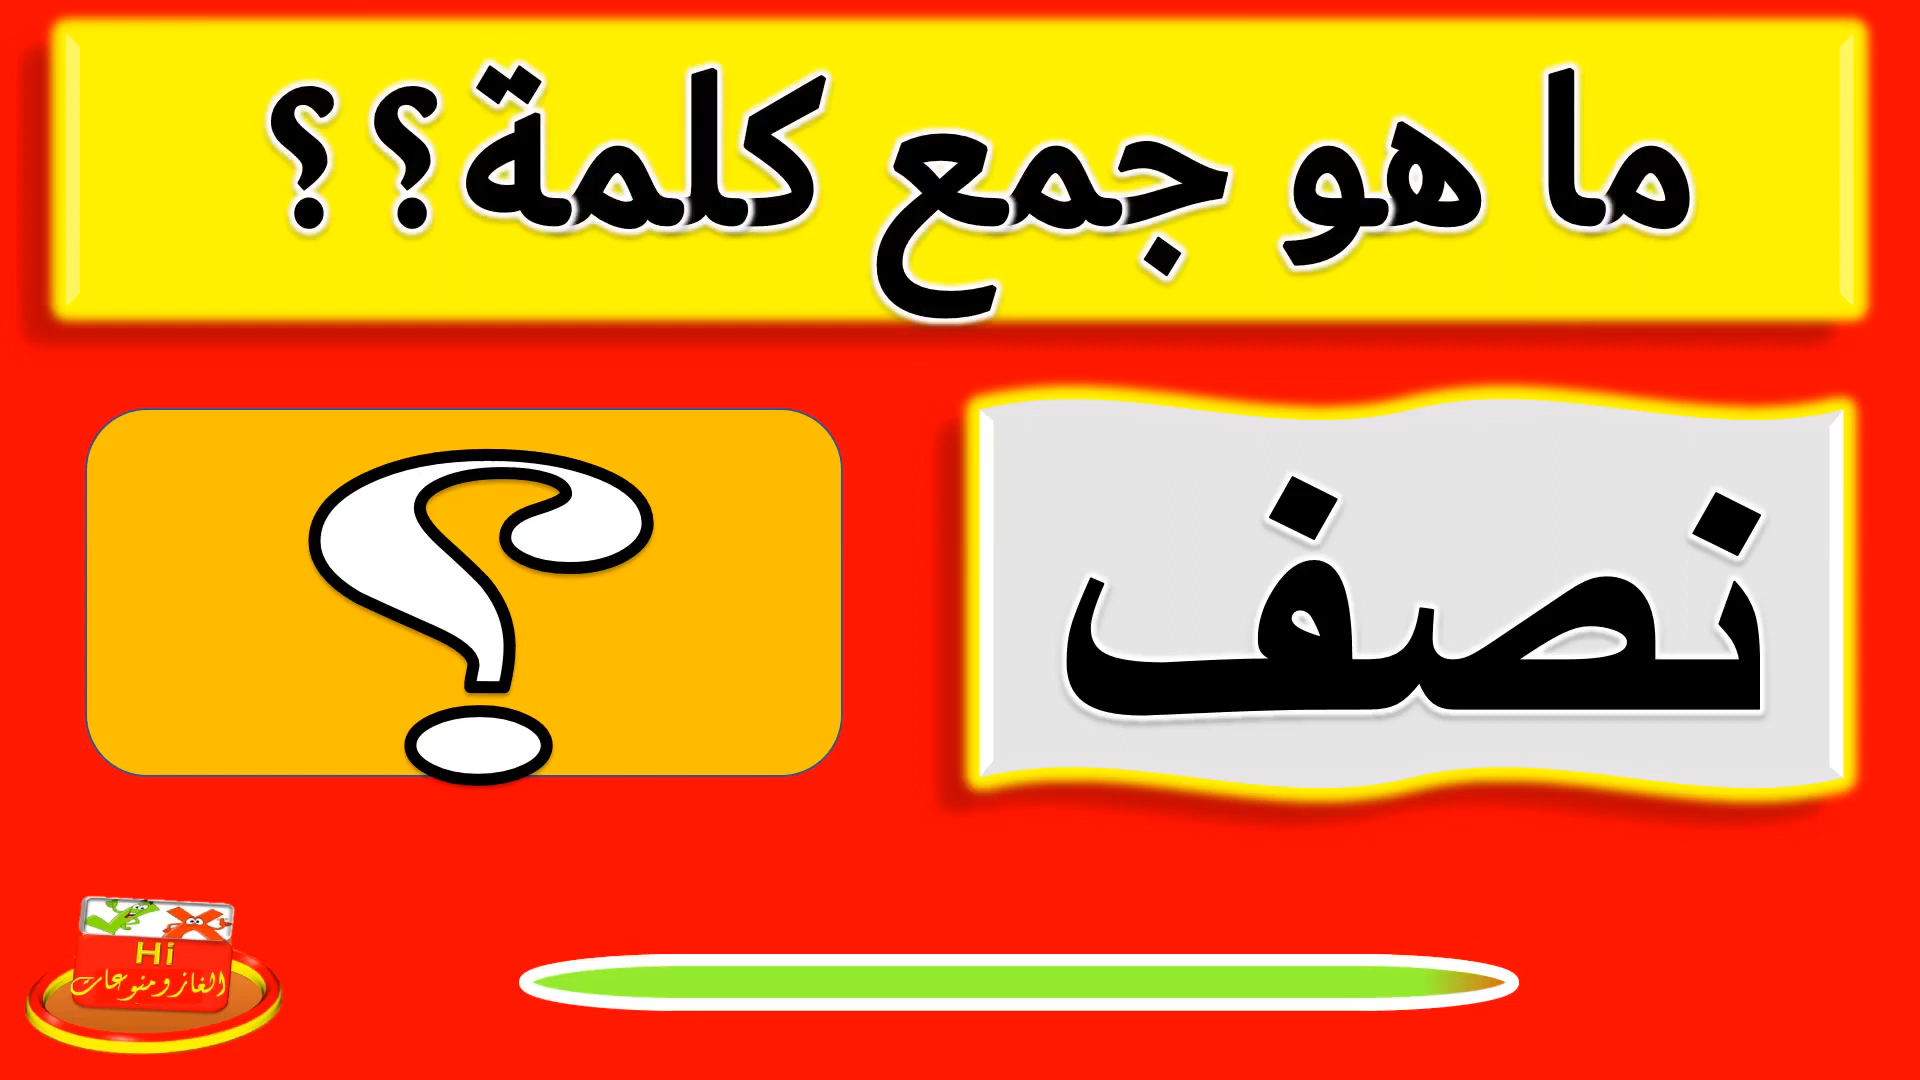 ما هو جمع كلمة؟؟
نصف
؟
Hi
الغاز ومنوعات